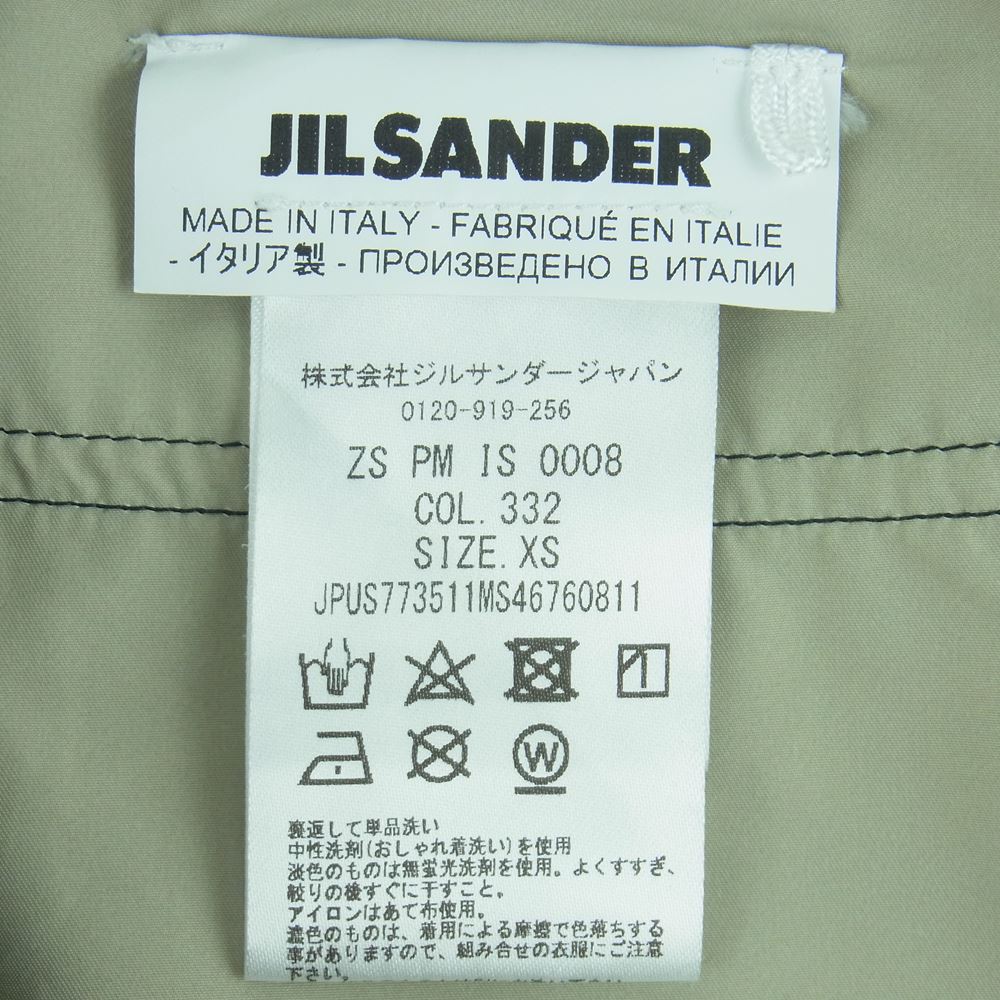 JIL SANDER
MADE IN ITALY - FABRIQUÉ EN ITALIE
- イタリア製 - ПРОИЗВЕДЕНО В ИТАЛИИ
株式会社ジルサンダージャパン
0120-919-256
ZS PM IS 0008
COL. 332
SIZE. XS
JPUS773511MS46760811
W
裏返して単品洗い
中性洗剤(おしゃれ着洗い)を使用
淡色のものは無蛍光洗剤を使用。よくすすぎ、
絞りの後すぐに干すこと。
アイロンはあて布使用。
濃色のものは、着用による摩擦で色落ちする
事がありますので、組み合せの衣服にご注意
下さい。